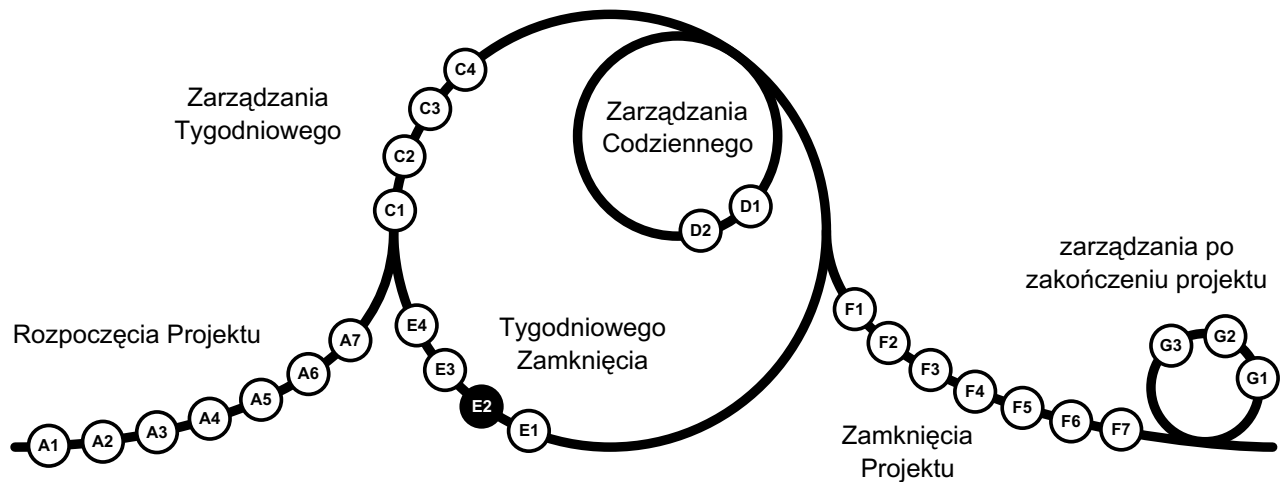 Zarządzania
Tygodniowego
C4
C3
C2
C1
Zarządzania
Codziennego
D1
D2
Rozpoczęcia Projektu
A1
A2
A3
A4
A5
A6
A7
Tygodniowego
Zamknięcia
E4
E3
E2
E1
zarządzania po
zakończeniu projektu
F1
F2
F3
F4
F5
F6
F7
Zamknięcia
Projektu
G3
G2
G1